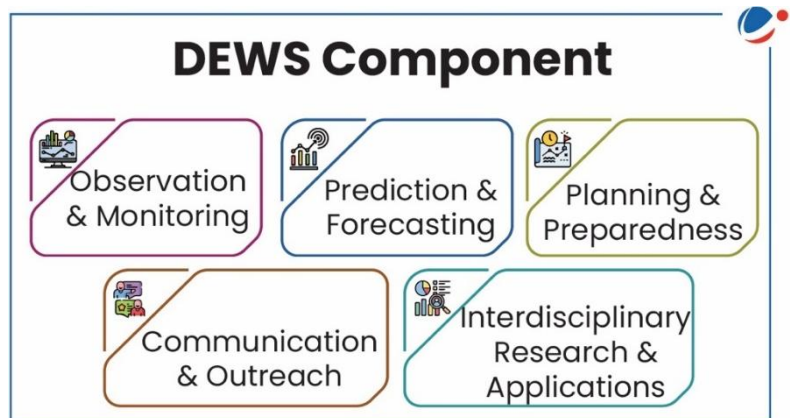 DEWS Component
Observation
& Monitoring
Prediction &
Forecasting
Planning &
Preparedness
Communication
& Outreach
Interdisciplinary
Research &
Applications